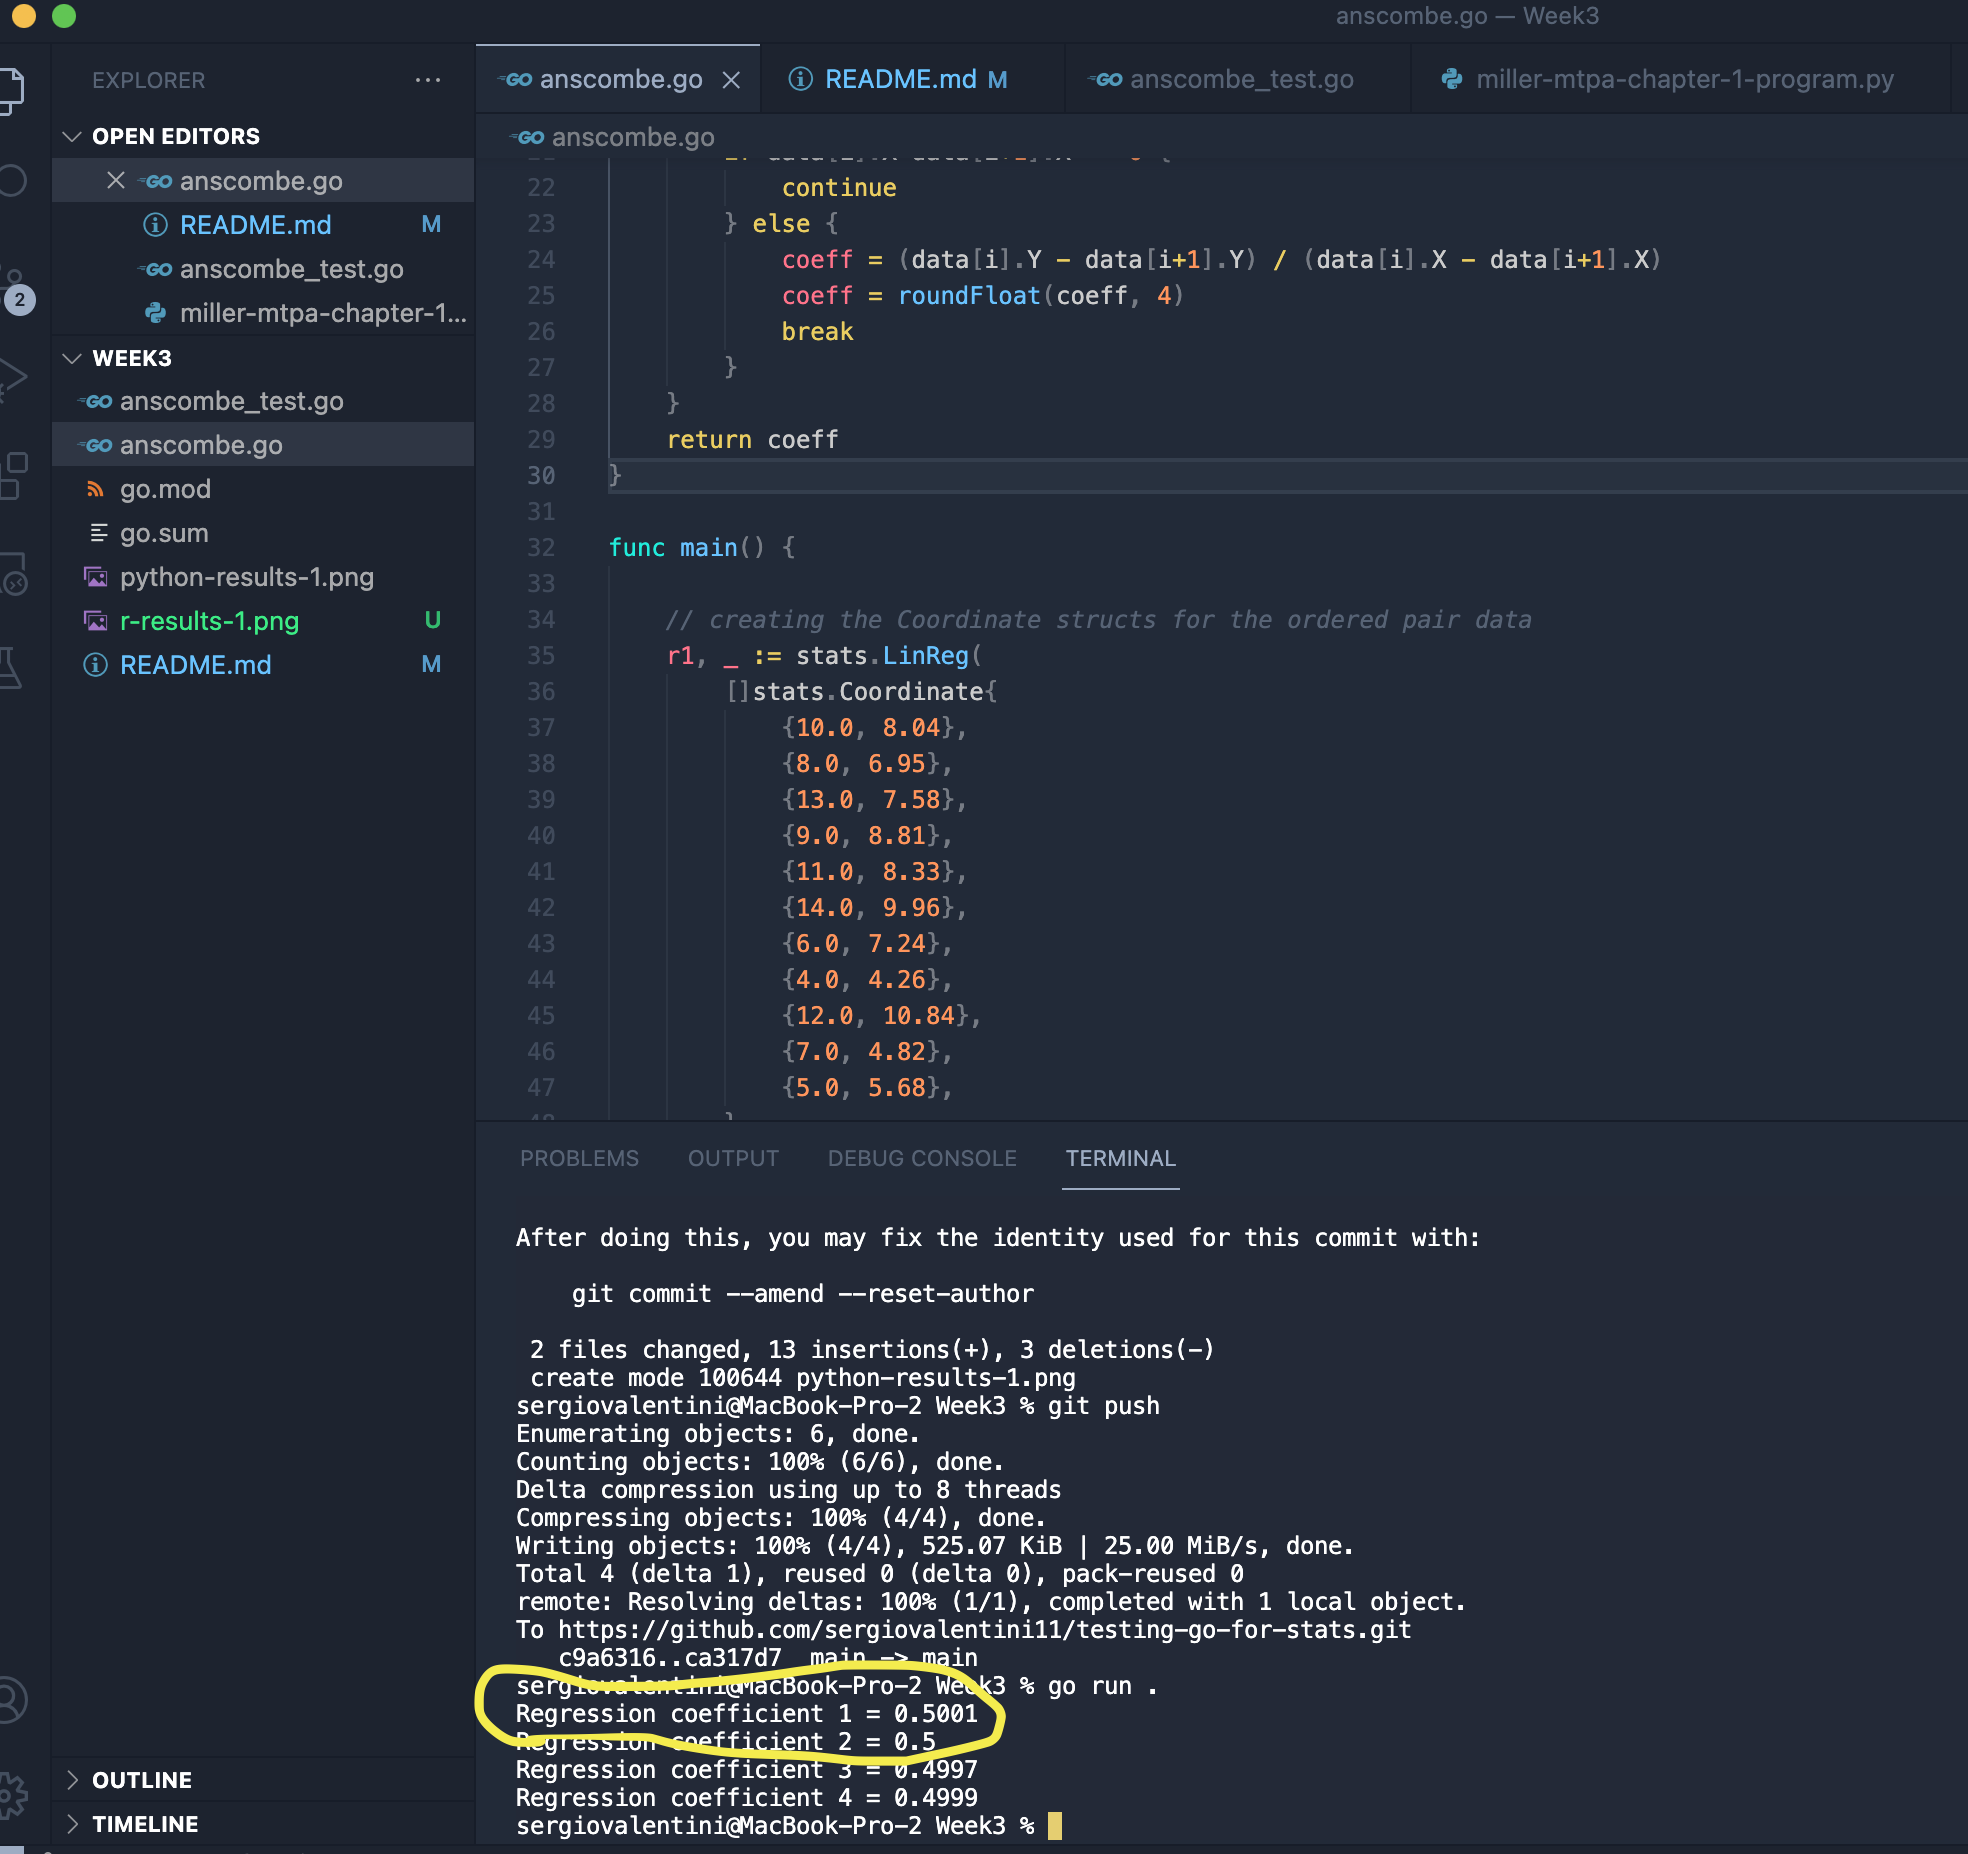 anscombe.go — Week3
EXPLORER
OPEN EDITORS
anscombe.go
README.md M
anscombe_test.go
miller-mtpa-chapter-1...
2
WEEK3
anscombe_test.go
anscombe.go
go.mod
go.sum
python-results-1.png
r-results-1.png U
README.md M
OUTLINE
TIMELINE
GO anscombe.go README.md M GO anscombe_test.go miller-mtpa-chapter-1-program.py
GO anscombe.go
22 continue
23 } else {
24 coeff = (data[i].Y - data[i+1].Y) / (data[i].X - data[i+1].X)
25 coeff = roundFloat(coeff, 4)
26 break
27 }
28 }
29 return coeff
30 }
31
32 func main() {
33
34 // creating the Coordinate structs for the ordered pair data
35 r1, _ := stats.LinReg(
36 []stats.Coordinate{
37 {10.0, 8.04},
38 {8.0, 6.95},
39 {13.0, 7.58},
40 {9.0, 8.81},
41 {11.0, 8.33},
42 {14.0, 9.96},
43 {6.0, 7.24},
44 {4.0, 4.26},
45 {12.0, 10.84},
46 {7.0, 4.82},
47 {5.0, 5.68},
PROBLEMS OUTPUT DEBUG CONSOLE TERMINAL
After doing this, you may fix the identity used for this commit with:
git commit --amend --reset-author
2 files changed, 13 insertions(+), 3 deletions(-)
create mode 100644 python-results-1.png
sergiovalentini@MacBook-Pro-2 Week3 % git push
Enumerating objects: 6, done.
Counting objects: 100% (6/6), done.
Delta compression using up to 8 threads
Compressing objects: 100% (4/4), done.
Writing objects: 100% (4/4), 525.07 KiB | 25.00 MiB/s, done.
Total 4 (delta 1), reused 0 (delta 0), pack-reused 0
remote: Resolving deltas: 100% (1/1), completed with 1 local object.
To https://github.com/sergiovalentini11/testing-go-for-stats.git
c9a6316..ca317d7 main -> main
sergiovalentini@MacBook-Pro-2 Week3 % go run .
Regression coefficient 1 = 0.5001
Regression coefficient 2 = 0.5
Regression coefficient 3 = 0.4997
Regression coefficient 4 = 0.4999
sergiovalentini@MacBook-Pro-2 Week3 %